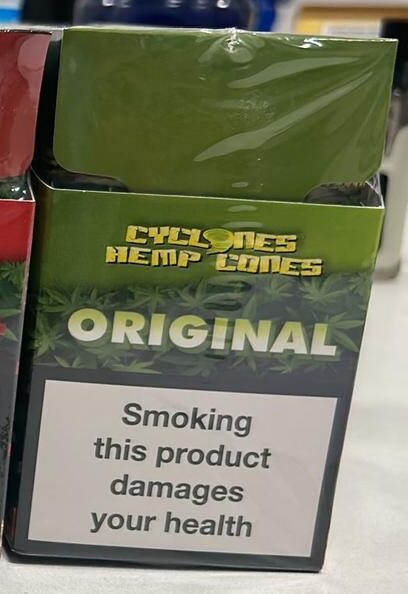 CYCLONES
HEMP CONES
ORIGINAL
Smoking
this product
damages
your health